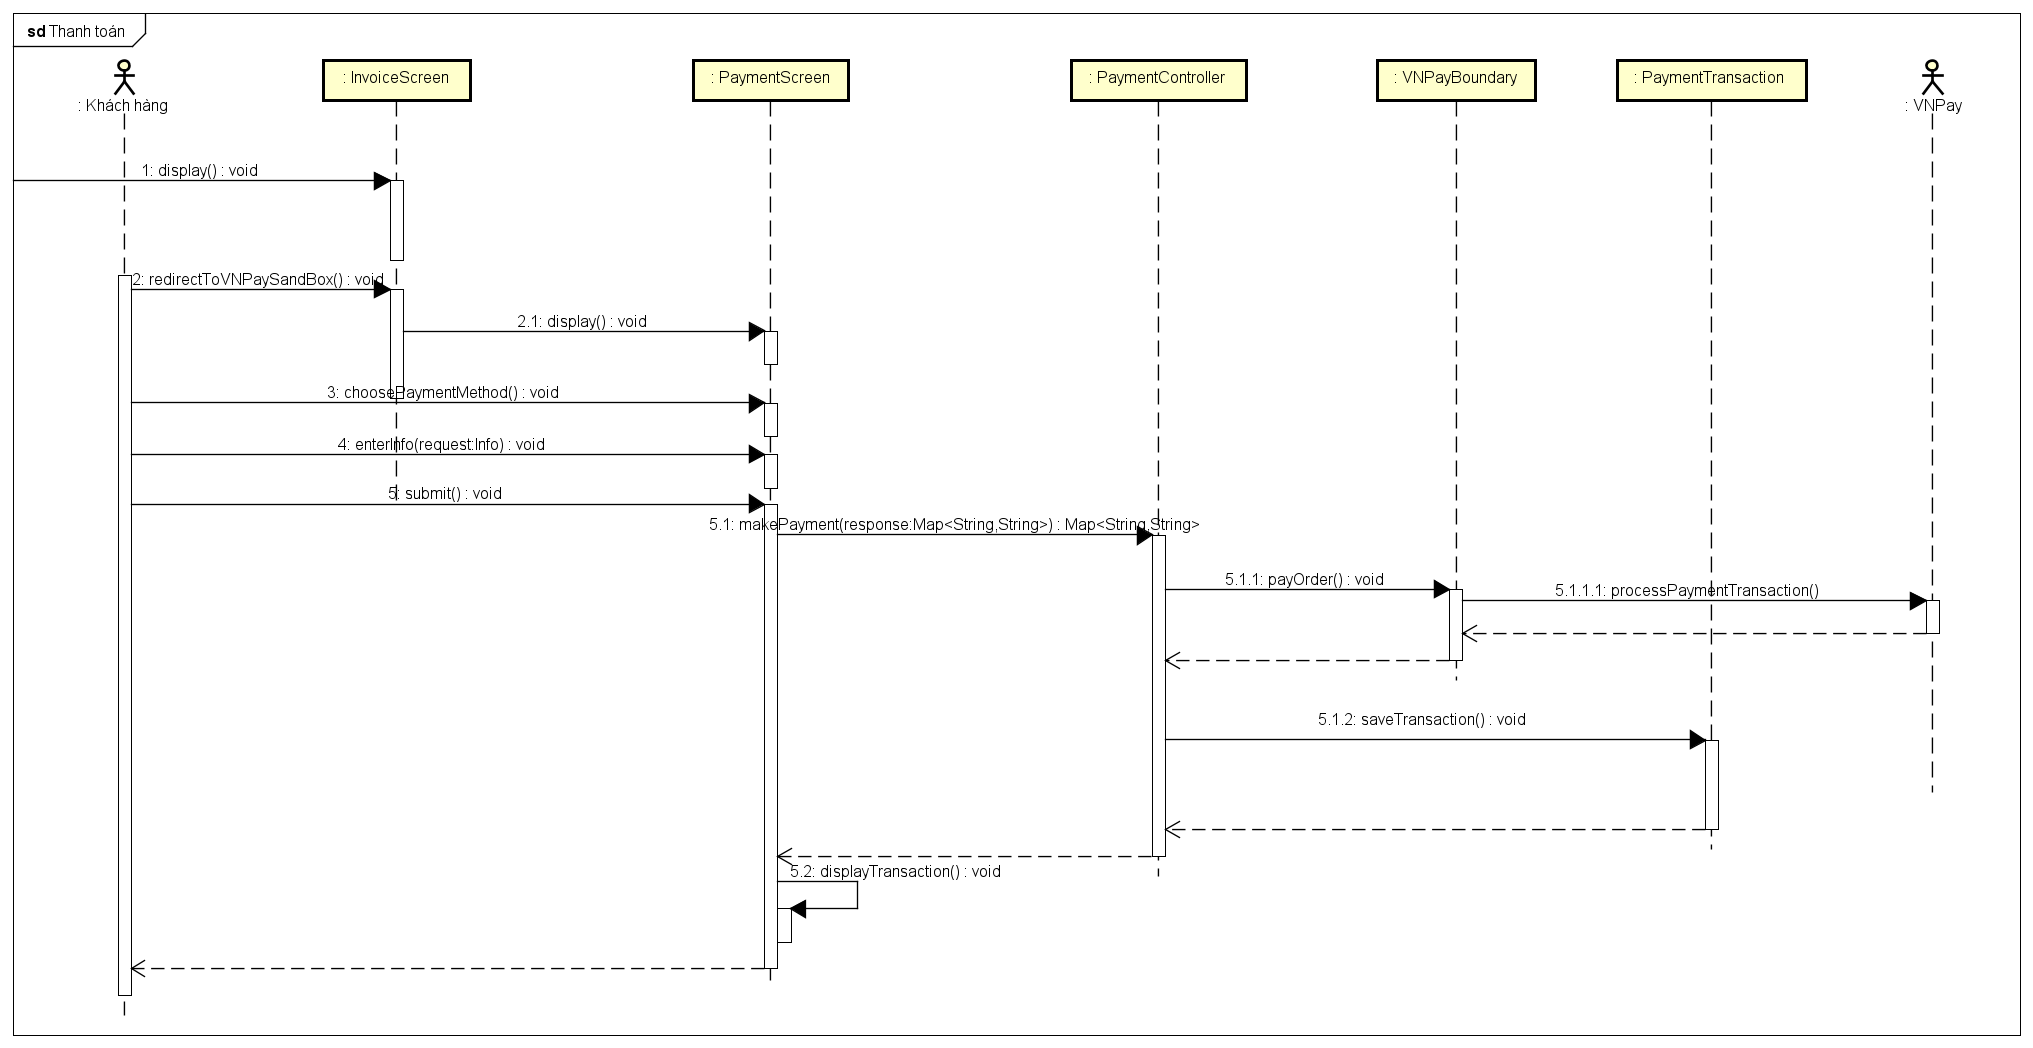 sd Thanh toán
: Khách hàng
: InvoiceScreen
: PaymentScreen
: PaymentController
: VNPayBoundary
: PaymentTransaction
: VNPay
1: display() : void
2: redirectToVNPaySandBox() : void
2.1: display() : void
3: choosePaymentMethod() : void
4: enterInfo(request:Info) : void
5: submit() : void
5.1: makePayment(response:Map<String,String>) : Map<String,String>
5.1.1: payOrder() : void
5.1.1.1: processPaymentTransaction()
5.1.2: saveTransaction() : void
5.2: displayTransaction() : void